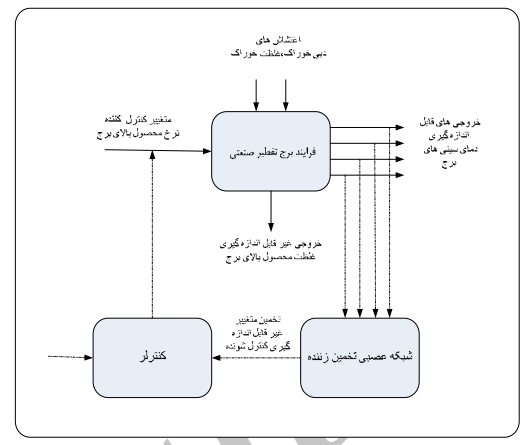 اغتشاش های
دبی خوراک،غلظت خوراک
متغییر کنترل کننده
نرخ محصول بالای برج
فرایند برج تقطیر صنعتی
خروجی های قابل
اندازه گیری
دمای سینی های
برج
خروجی غیر قابل اندازه گیری
غلظت محصول بالای برج
تخمین متغییر
غیر قابل اندازه
گیری کنترل شونده
کنترلر
شبکه عصبی تخمین زننده